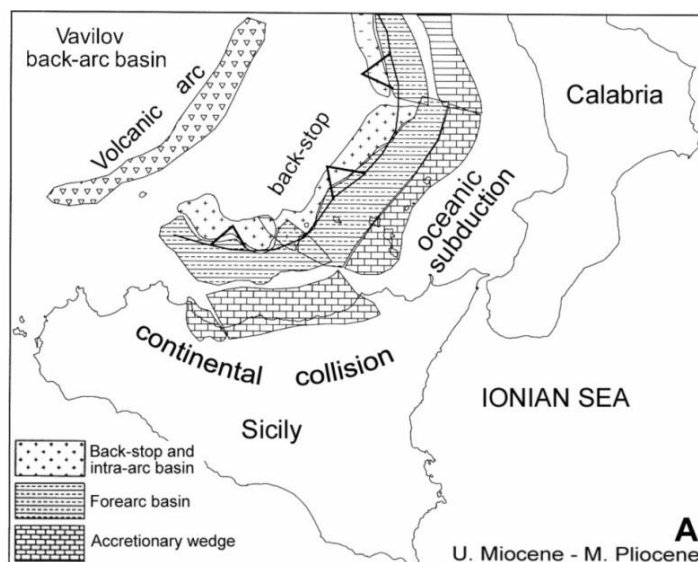 Vavilov
back-arc basin
Volcanic arc
back-stop
Calabria
oceanic
subduction
continental collision
IONIAN SEA
Sicily
Back-stop and
intra-arc basin
Forearc basin
Accretionary wedge
A
U. Miocene - M. Pliocene